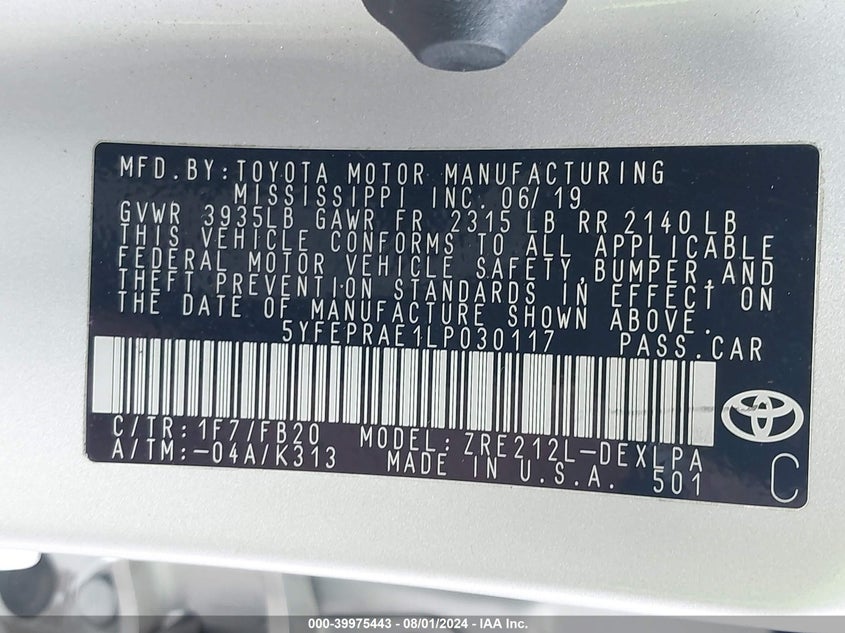 MFD. BY: TOYOTA MOTOR MANUFACTURING
MISSISSIPPI INC. 06/19
GVWR 3935LB GAWR FR 2315 LB RR 2140 LB
THIS VEHICLE CONFORMS TO ALL APPLICABLE
FEDERAL MOTOR VEHICLE SAFETY, BUMPER, AND
THEFT PREVENTION STANDARDS IN EFFECT ON
THE DATE OF MANUFACTURE SHOWN ABOVE.
5YFEPRAE1LP030117 PASS. CAR
C/TR: 1F7/FB20 MODEL: ZRE212L-DEXLPA
A/TM: -04A/K313 MADE IN U.S.A. 501
C
000-39975443 - 08/01/2024 - IAA Inc.